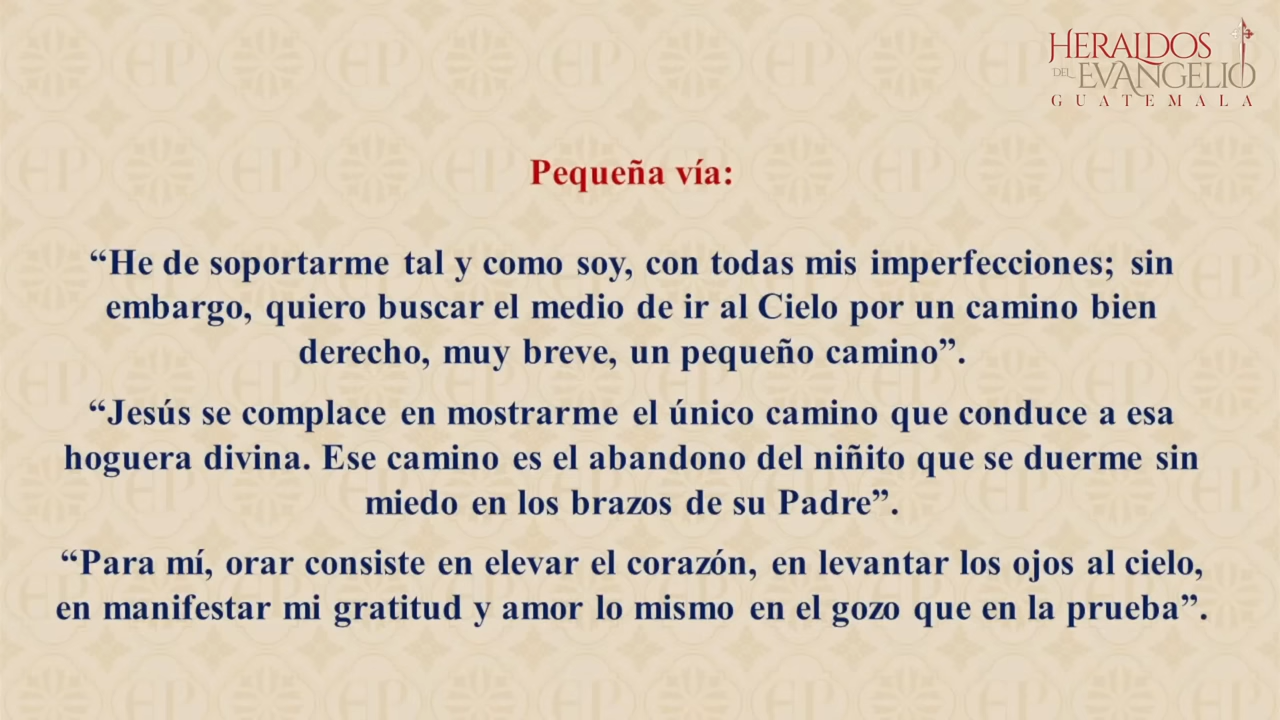 HERALDOS
DEL EVANGELIO
GUATEMALA
Pequeña vía:
“He de soportarme tal y como soy, con todas mis imperfecciones; sin
embargo, quiero buscar el medio de ir al Cielo por un camino bien
derecho, muy breve, un pequeño camino”.
“Jesús se complace en mostrarme el único camino que conduce a esa
hoguera divina. Ese camino es el abandono del niñito que se duerme sin
miedo en los brazos de su Padre”.
“Para mí, orar consiste en elevar el corazón, en levantar los ojos al cielo,
en manifestar mi gratitud y amor lo mismo en el gozo que en la prueba”.